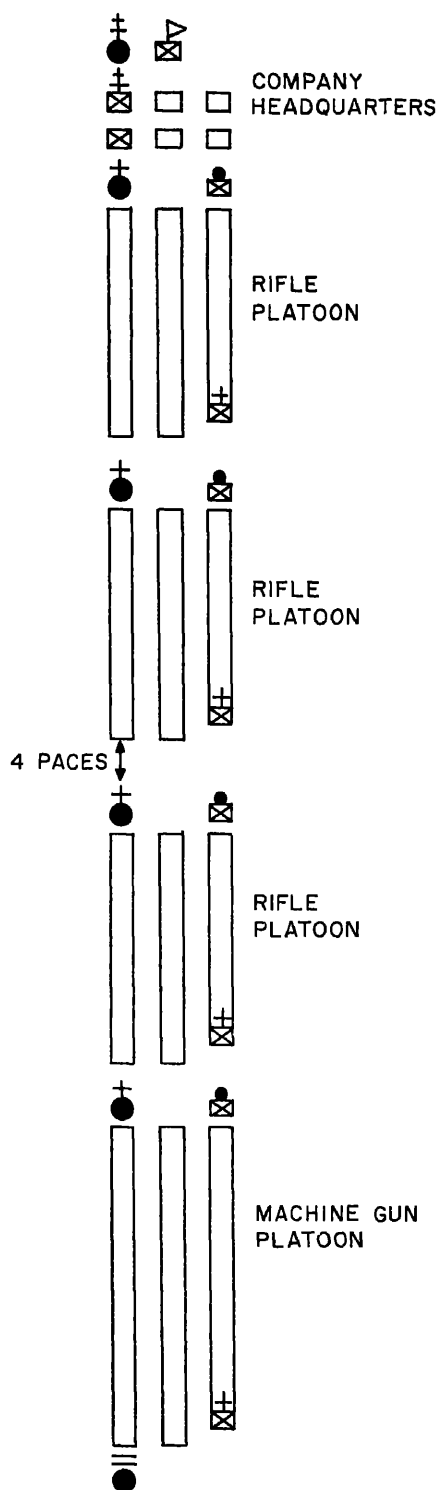 COMPANY
HEADQUARTERS
RIFLE
PLATOON
RIFLE
PLATOON
4 PACES
RIFLE
PLATOON
MACHINE GUN
PLATOON